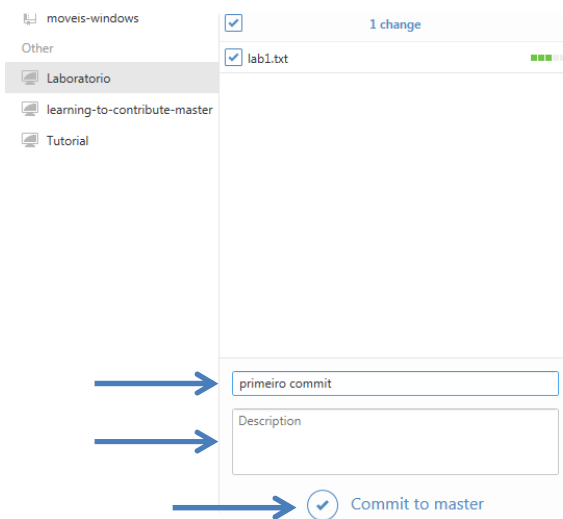 moveis-windows
Other
Laboratorio
learning-to-contribute-master
Tutorial
1 change
lab1.txt
primeiro commit
Description
Commit to master